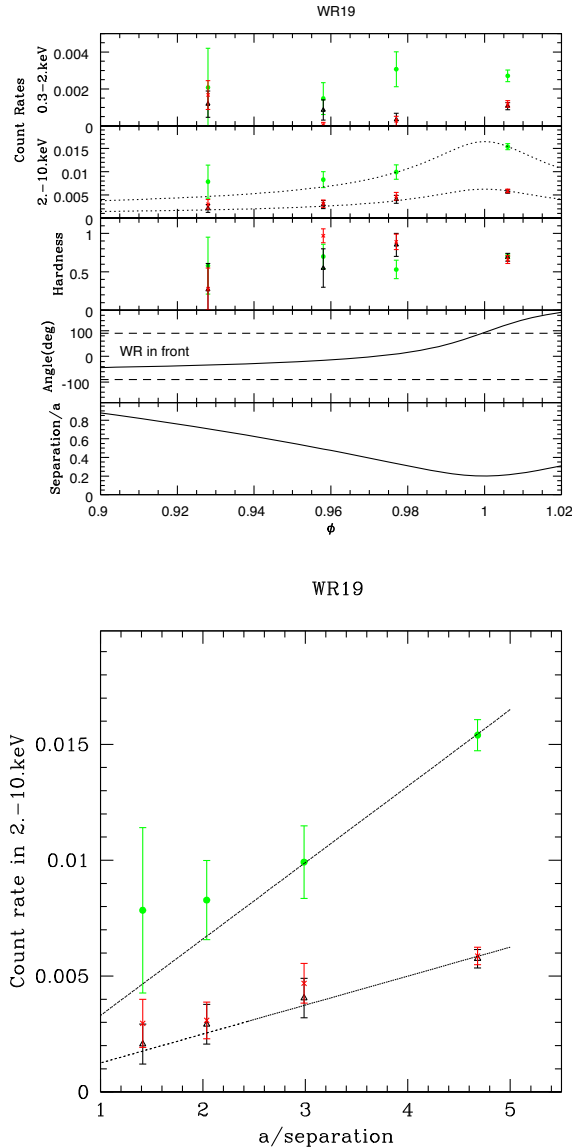 WR19
Count Rates
0.3-2.keV
0.004
0.002
0
2.-10.keV
0.015
0.01
0.005
0
Hardness
1
0.5
0
Angle(deg)
100
0
-100
WR in front
Separation/a
0.8
0.6
0.4
0.2
0
0.9
0.92
0.94
0.96
0.98
1
1.02
ϕ
WR19
Count rate in 2.-10.keV
0.015
0.01
0.005
0
1
2
3
4
5
a/separation